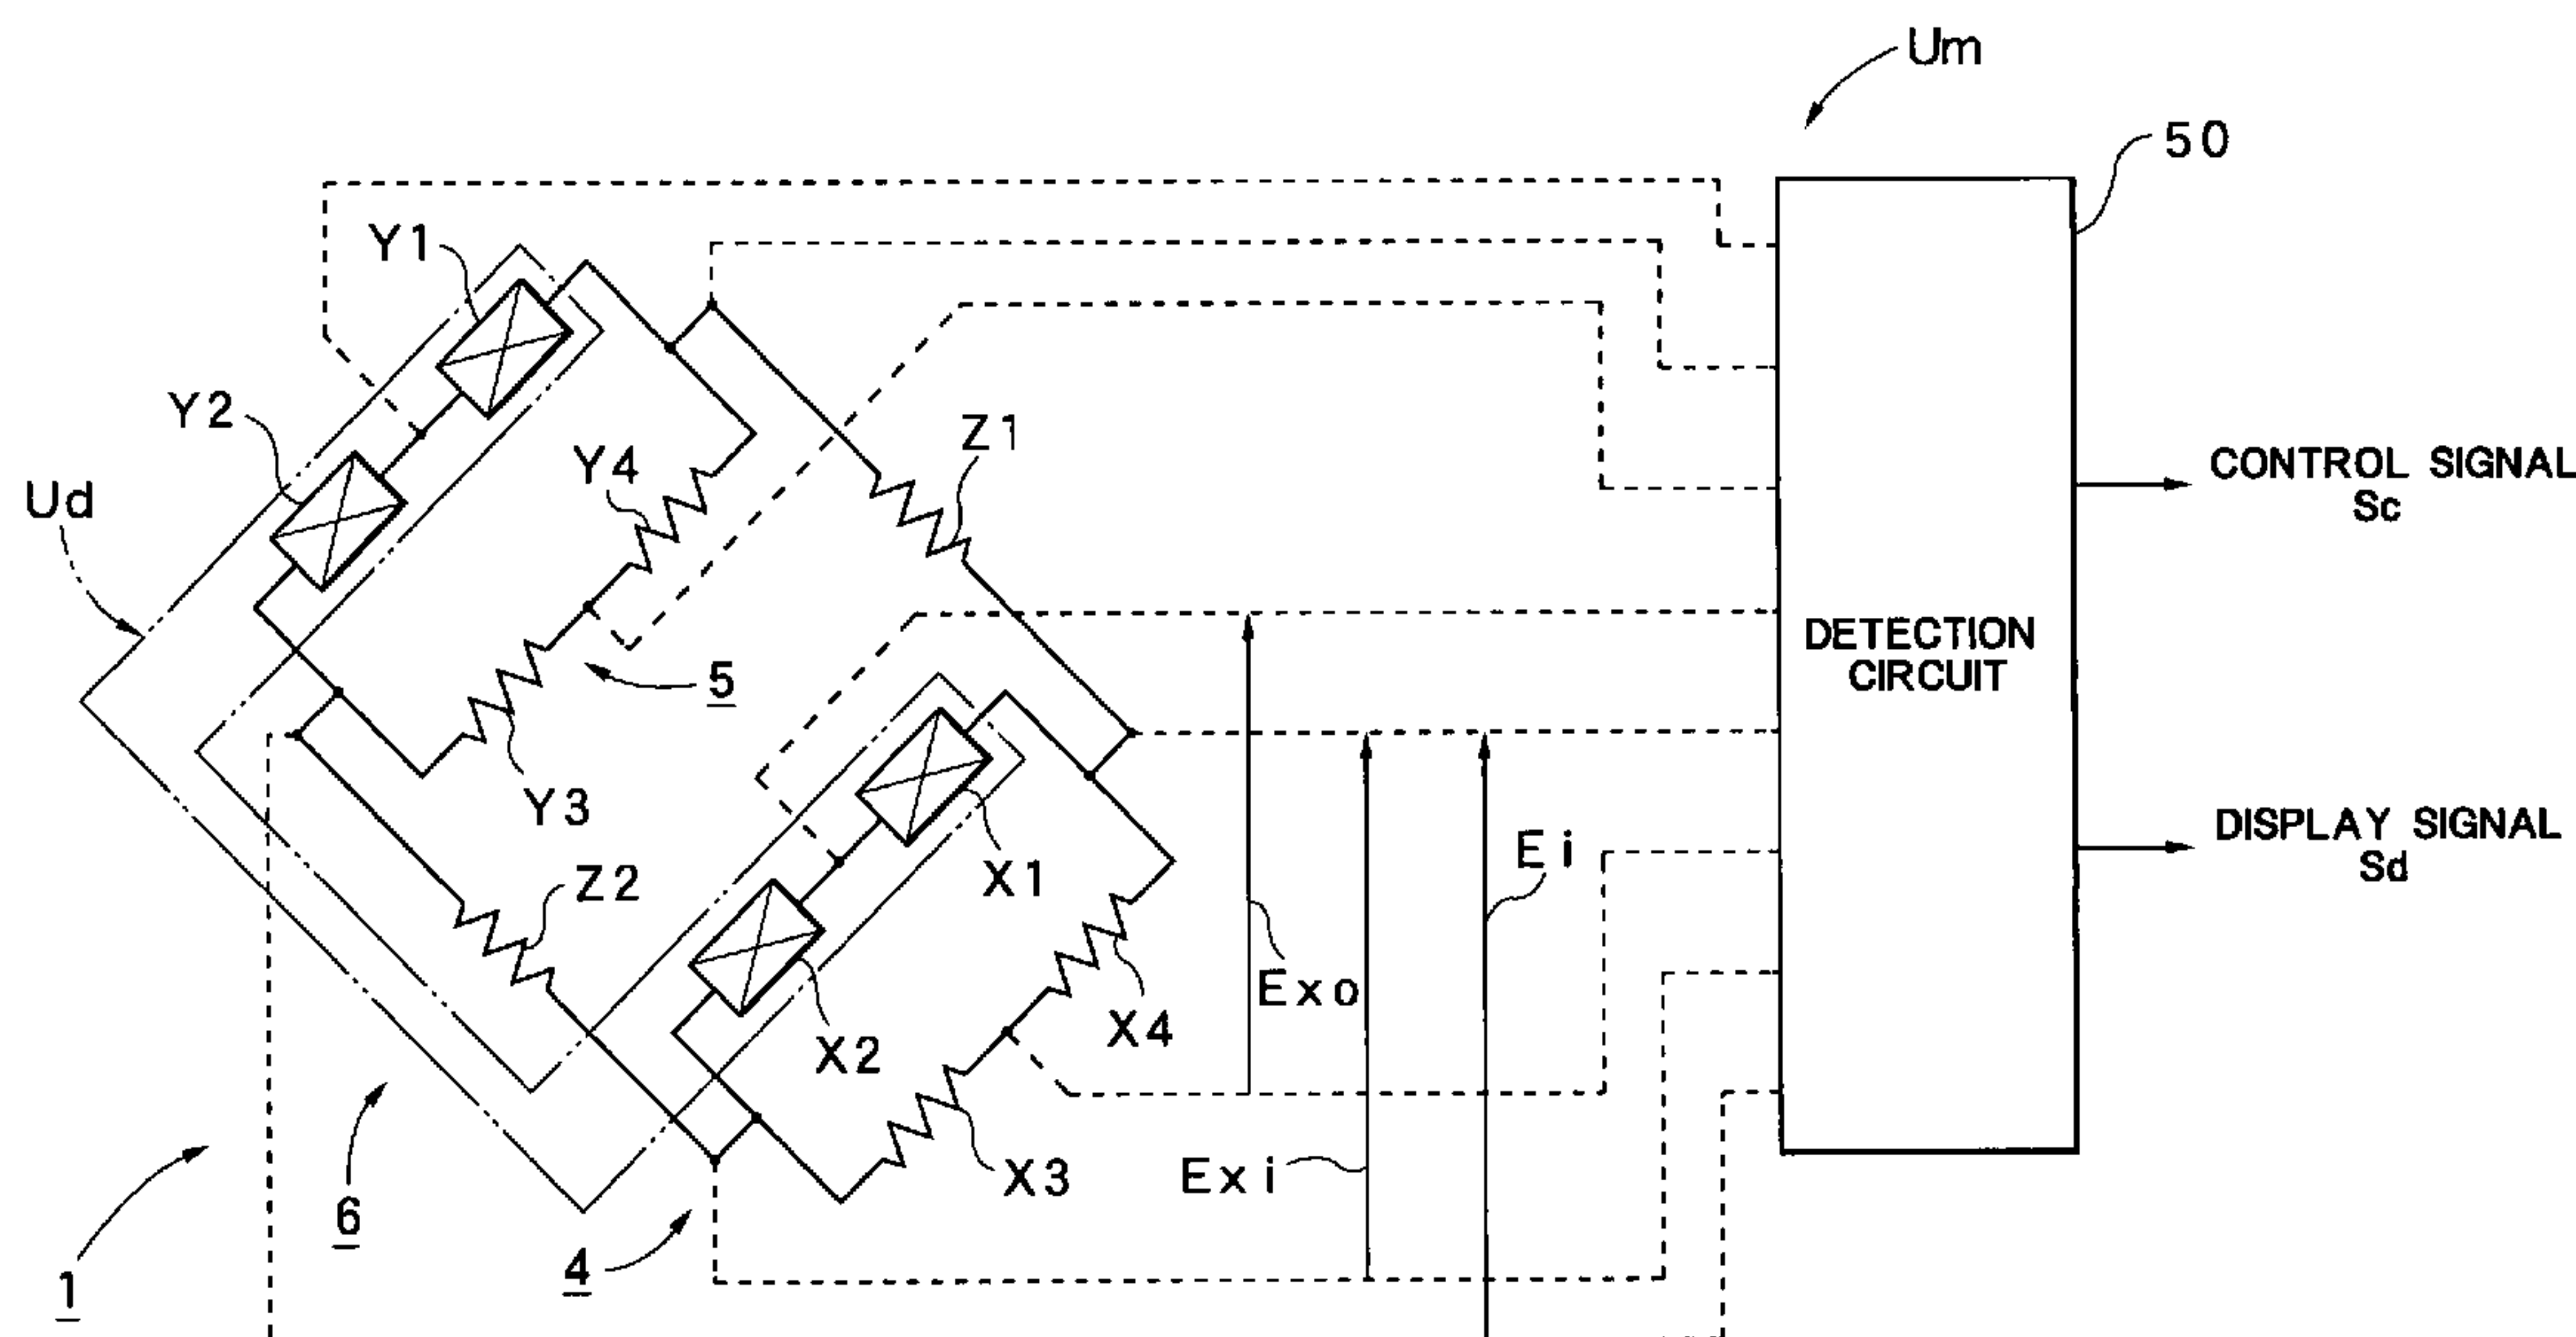 Um
50
Y1
Y2
Z1
Y4
Ud
CONTROL SIGNAL
Sc
DETECTION
CIRCUIT
5
Y3
DISPLAY SIGNAL
Sd
Ei
X1
Z2
Exo
X4
X2
X3
Exi
6
4
1